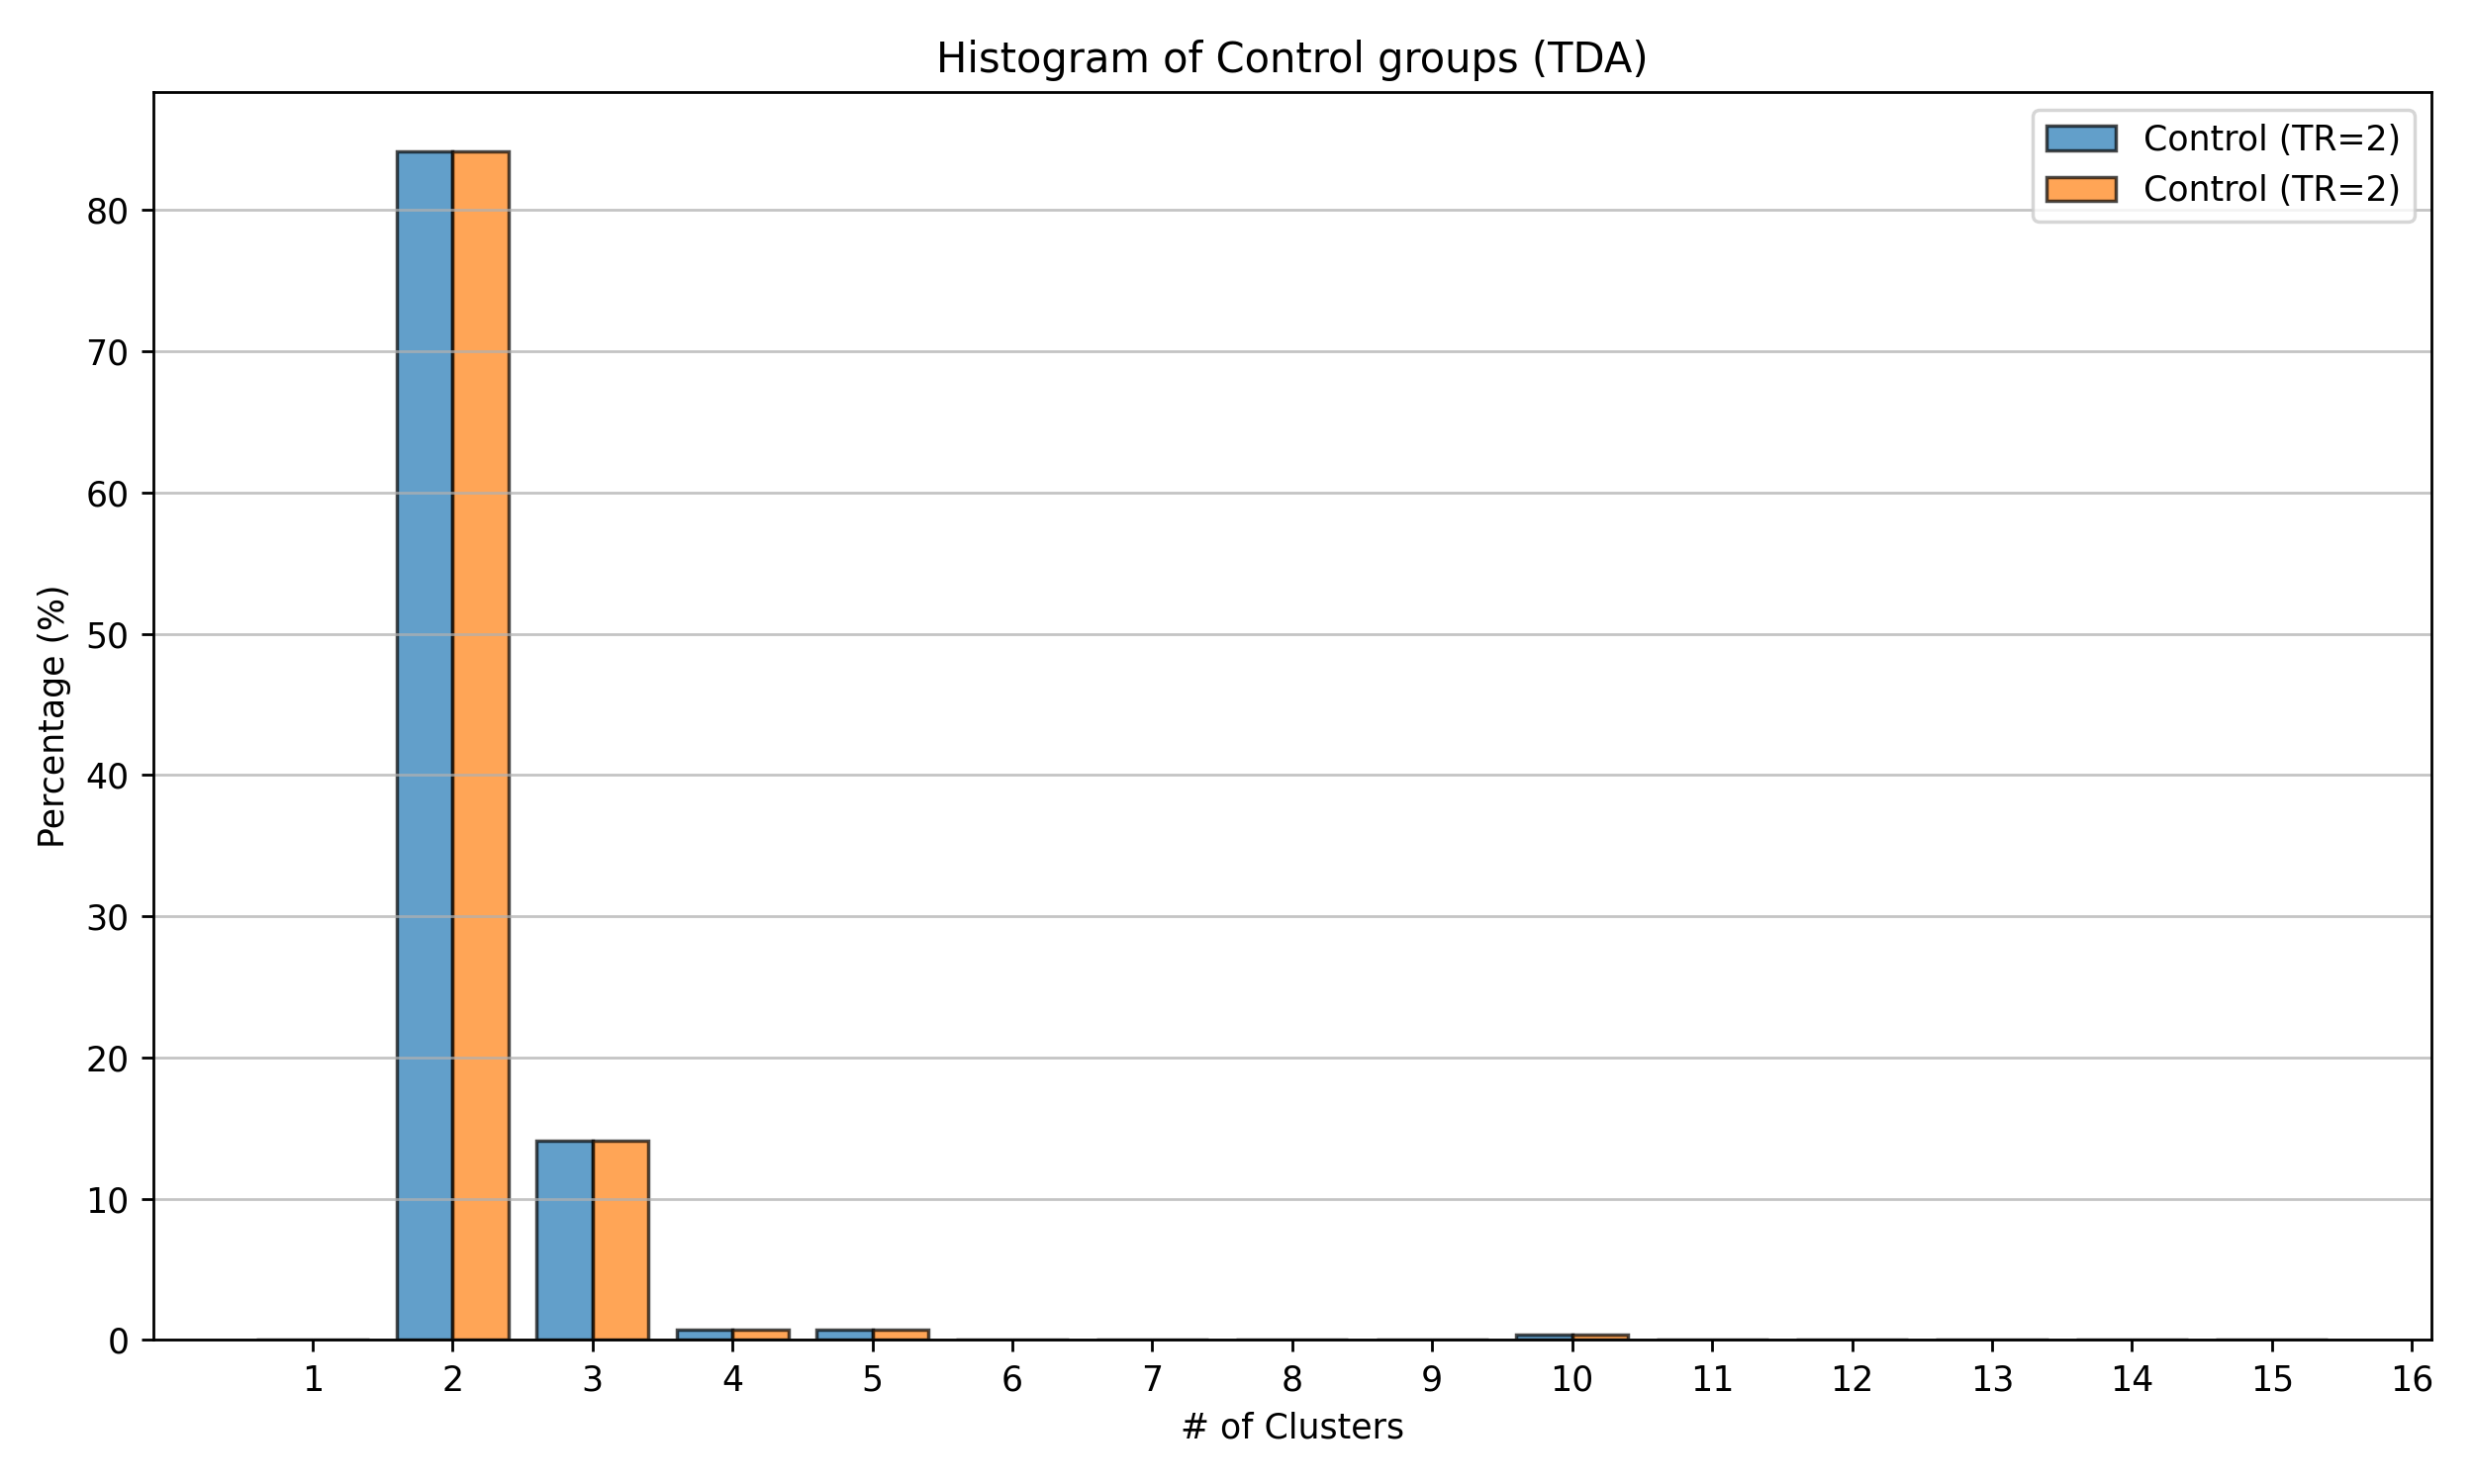 Histogram of Control groups (TDA)
Control (TR=2)
Control (TR=2)
Percentage (%)
80
70
60
50
40
30
20
10
0
1 2 3 4 5 6 7 8 9 10 11 12 13 14 15 16
# of Clusters